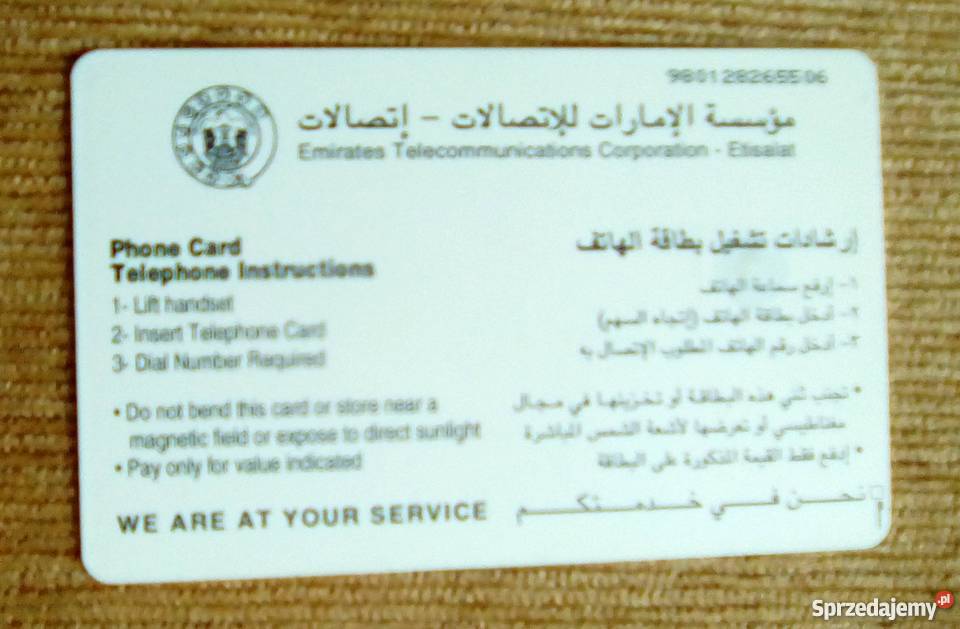 980128265506
مؤسسة الإمارات للإتصالات - إتصالات
Emirates Telecommunications Corporation - Etisalat
Phone Card
Telephone Instructions
1- Lift handset
2- Insert Telephone Card
3- Dial Number Required
• Do not bend this card or store near a
magnetic field or expose to direct sunlight
• Pay only for value indicated
WE ARE AT YOUR SERVICE
إرشادات تشغيل بطاقة الهاتف
١- إرفع سماعة الهاتف
٢- أدخل بطاقة الهاتف (إتجاه السهم)
٣- أدخل رقم الهاتف المطلوب الإتصال به
• تجنب ثني هذه البطاقة أو تخزينها في مجال
مغناطيسي أو تعرضها لأشعة الشمس المباشرة
• إدفع فقط القيمة المذكورة على البطاقة
نحن في خدمتكم
Sprzedajemy.pl